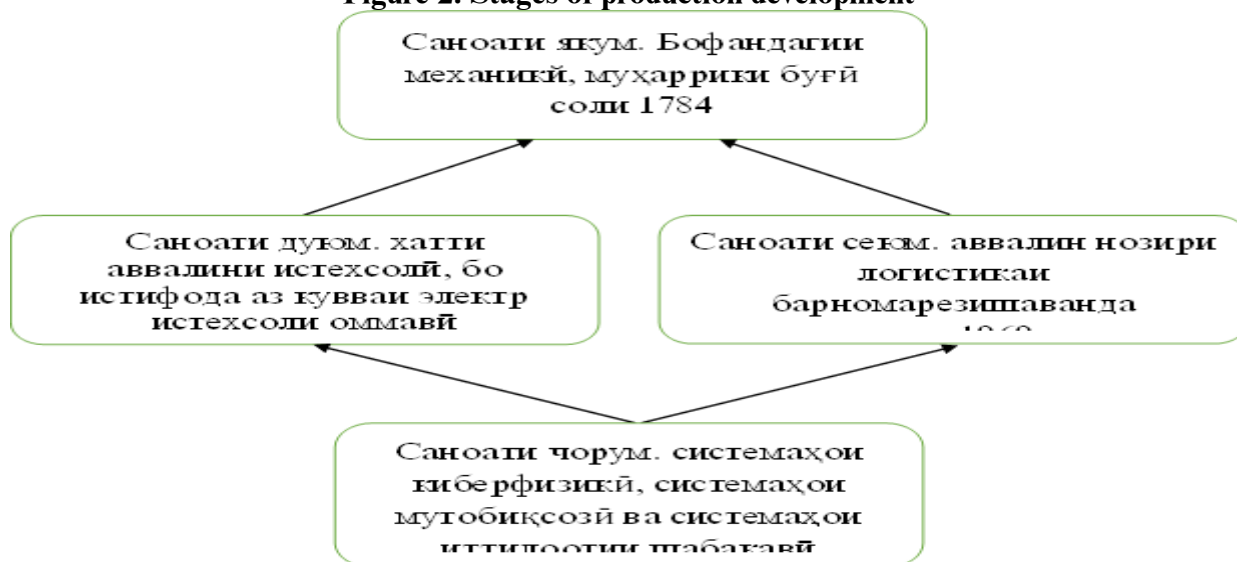 Figure 2. Stages of production development
Саноати якум. Бофандагии
механикӣ, муҳаррики буғӣ
соли 1784
Саноати дуюм. хатти
аввалини истехсолӣ, бо
истифода аз кувваи электр
истехсоли оммавӣ
Саноати сеюм. аввалин нозири
логистикаи
барномарезишаванда
Саноати чорум. системаҳои
киберфизикӣ, системаҳои
мутобиқсозӣ ва системаҳои
иттилоотии шабакавӣ